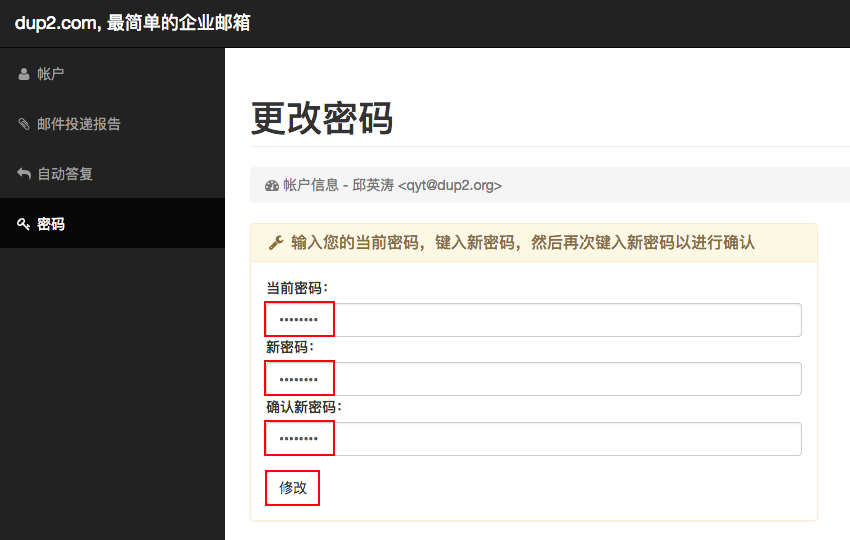 dup2.com, 最简单的企业邮箱
帐户
邮件投递报告
自动答复
密码
更改密码
帐户信息 - 邱英涛 <qyt@dup2.org>
输入您的当前密码，键入新密码，然后再次键入新密码以进行确认
当前密码：
••••••••
新密码：
••••••••
确认新密码：
••••••••
修改